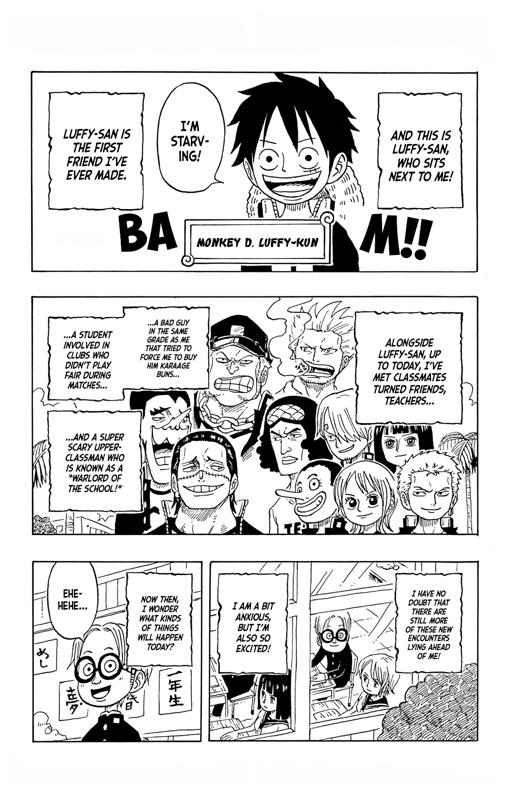 AND THIS IS
LUFFY-SAN,
WHO SITS
NEXT TO ME!
I'M
STARV-
ING!
LUFFY-SAN IS
THE FIRST
FRIEND I'VE
EVER MADE.
BA M!!
MONKEY D. LUFFY-KUN
ALONGSIDE
LUFFY-SAN, UP
TO TODAY, I'VE
MET CLASSMATES
TURNED FRIENDS,
TEACHERS...
...A BAD GUY
IN THE SAME
GRADE AS ME
THAT TRIED TO
FORCE ME TO BUY
HIM KARAAGE
BUNS...
...A STUDENT
INVOLVED IN
CLUBS WHO
DIDN'T PLAY
FAIR DURING
MATCHES...
...AND A SUPER
SCARY UPPER-
CLASSMAN WHO
IS KNOWN AS A
"WARLORD OF
THE SCHOOL!"
TE
I HAVE NO
DOUBT THAT
THERE ARE
STILL MORE
OF THESE NEW
ENCOUNTERS
LYING AHEAD
OF ME!
I AM A BIT
ANXIOUS,
BUT I'M
ALSO SO
EXCITED!
NOW THEN,
I WONDER
WHAT KINDS
OF THINGS
WILL HAPPEN
TODAY?
EHE-
HEHE...
年生
春
夢
めし